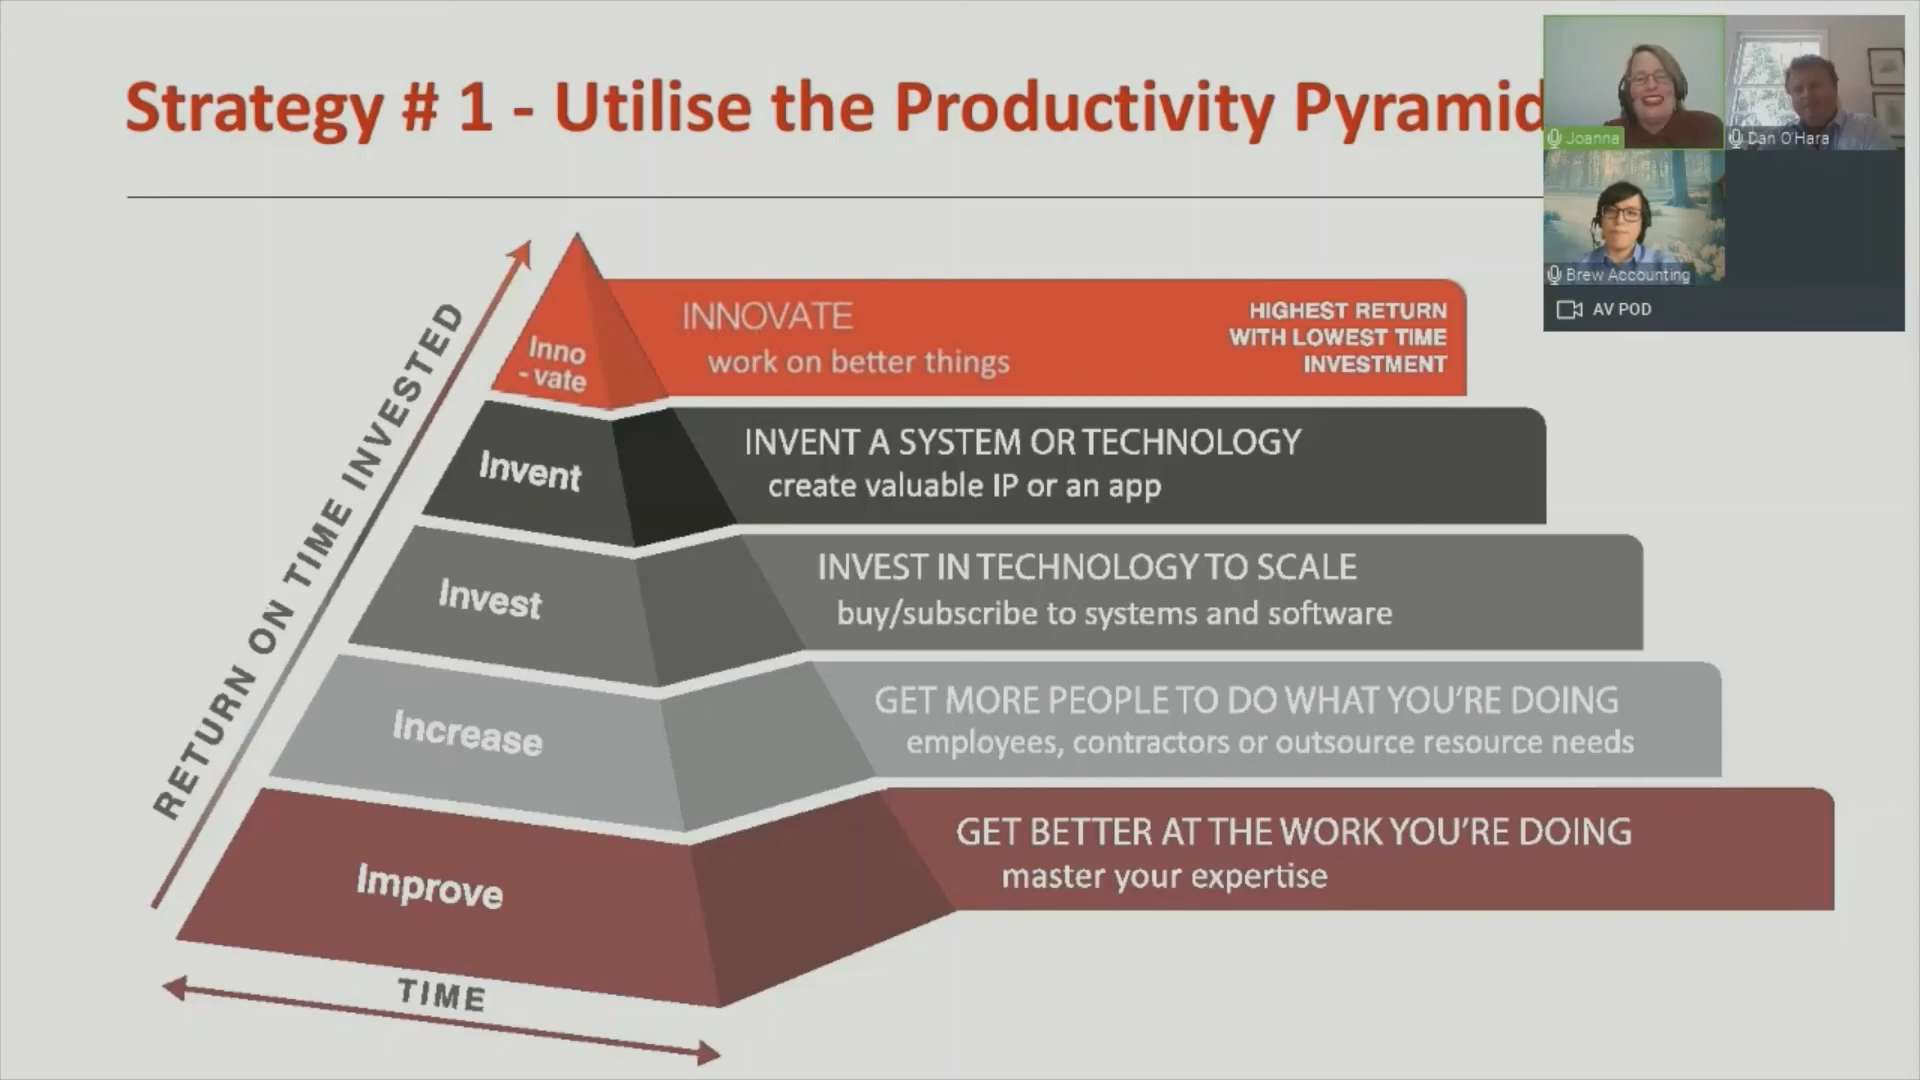 Strategy # 1 - Utilise the Productivity Pyramid
Joanna
Dan O'Hara
Brew Accounting
AV POD
RETURN ON TIME INVESTED
Inno
- vate
INNOVATE
work on better things
HIGHEST RETURN
WITH LOWEST TIME
INVESTMENT
Invent
INVENT A SYSTEM OR TECHNOLOGY
create valuable IP or an app
Invest
INVEST IN TECHNOLOGY TO SCALE
buy/subscribe to systems and software
Increase
GET MORE PEOPLE TO DO WHAT YOU'RE DOING
employees, contractors or outsource resource needs
Improve
GET BETTER AT THE WORK YOU'RE DOING
master your expertise
TIME